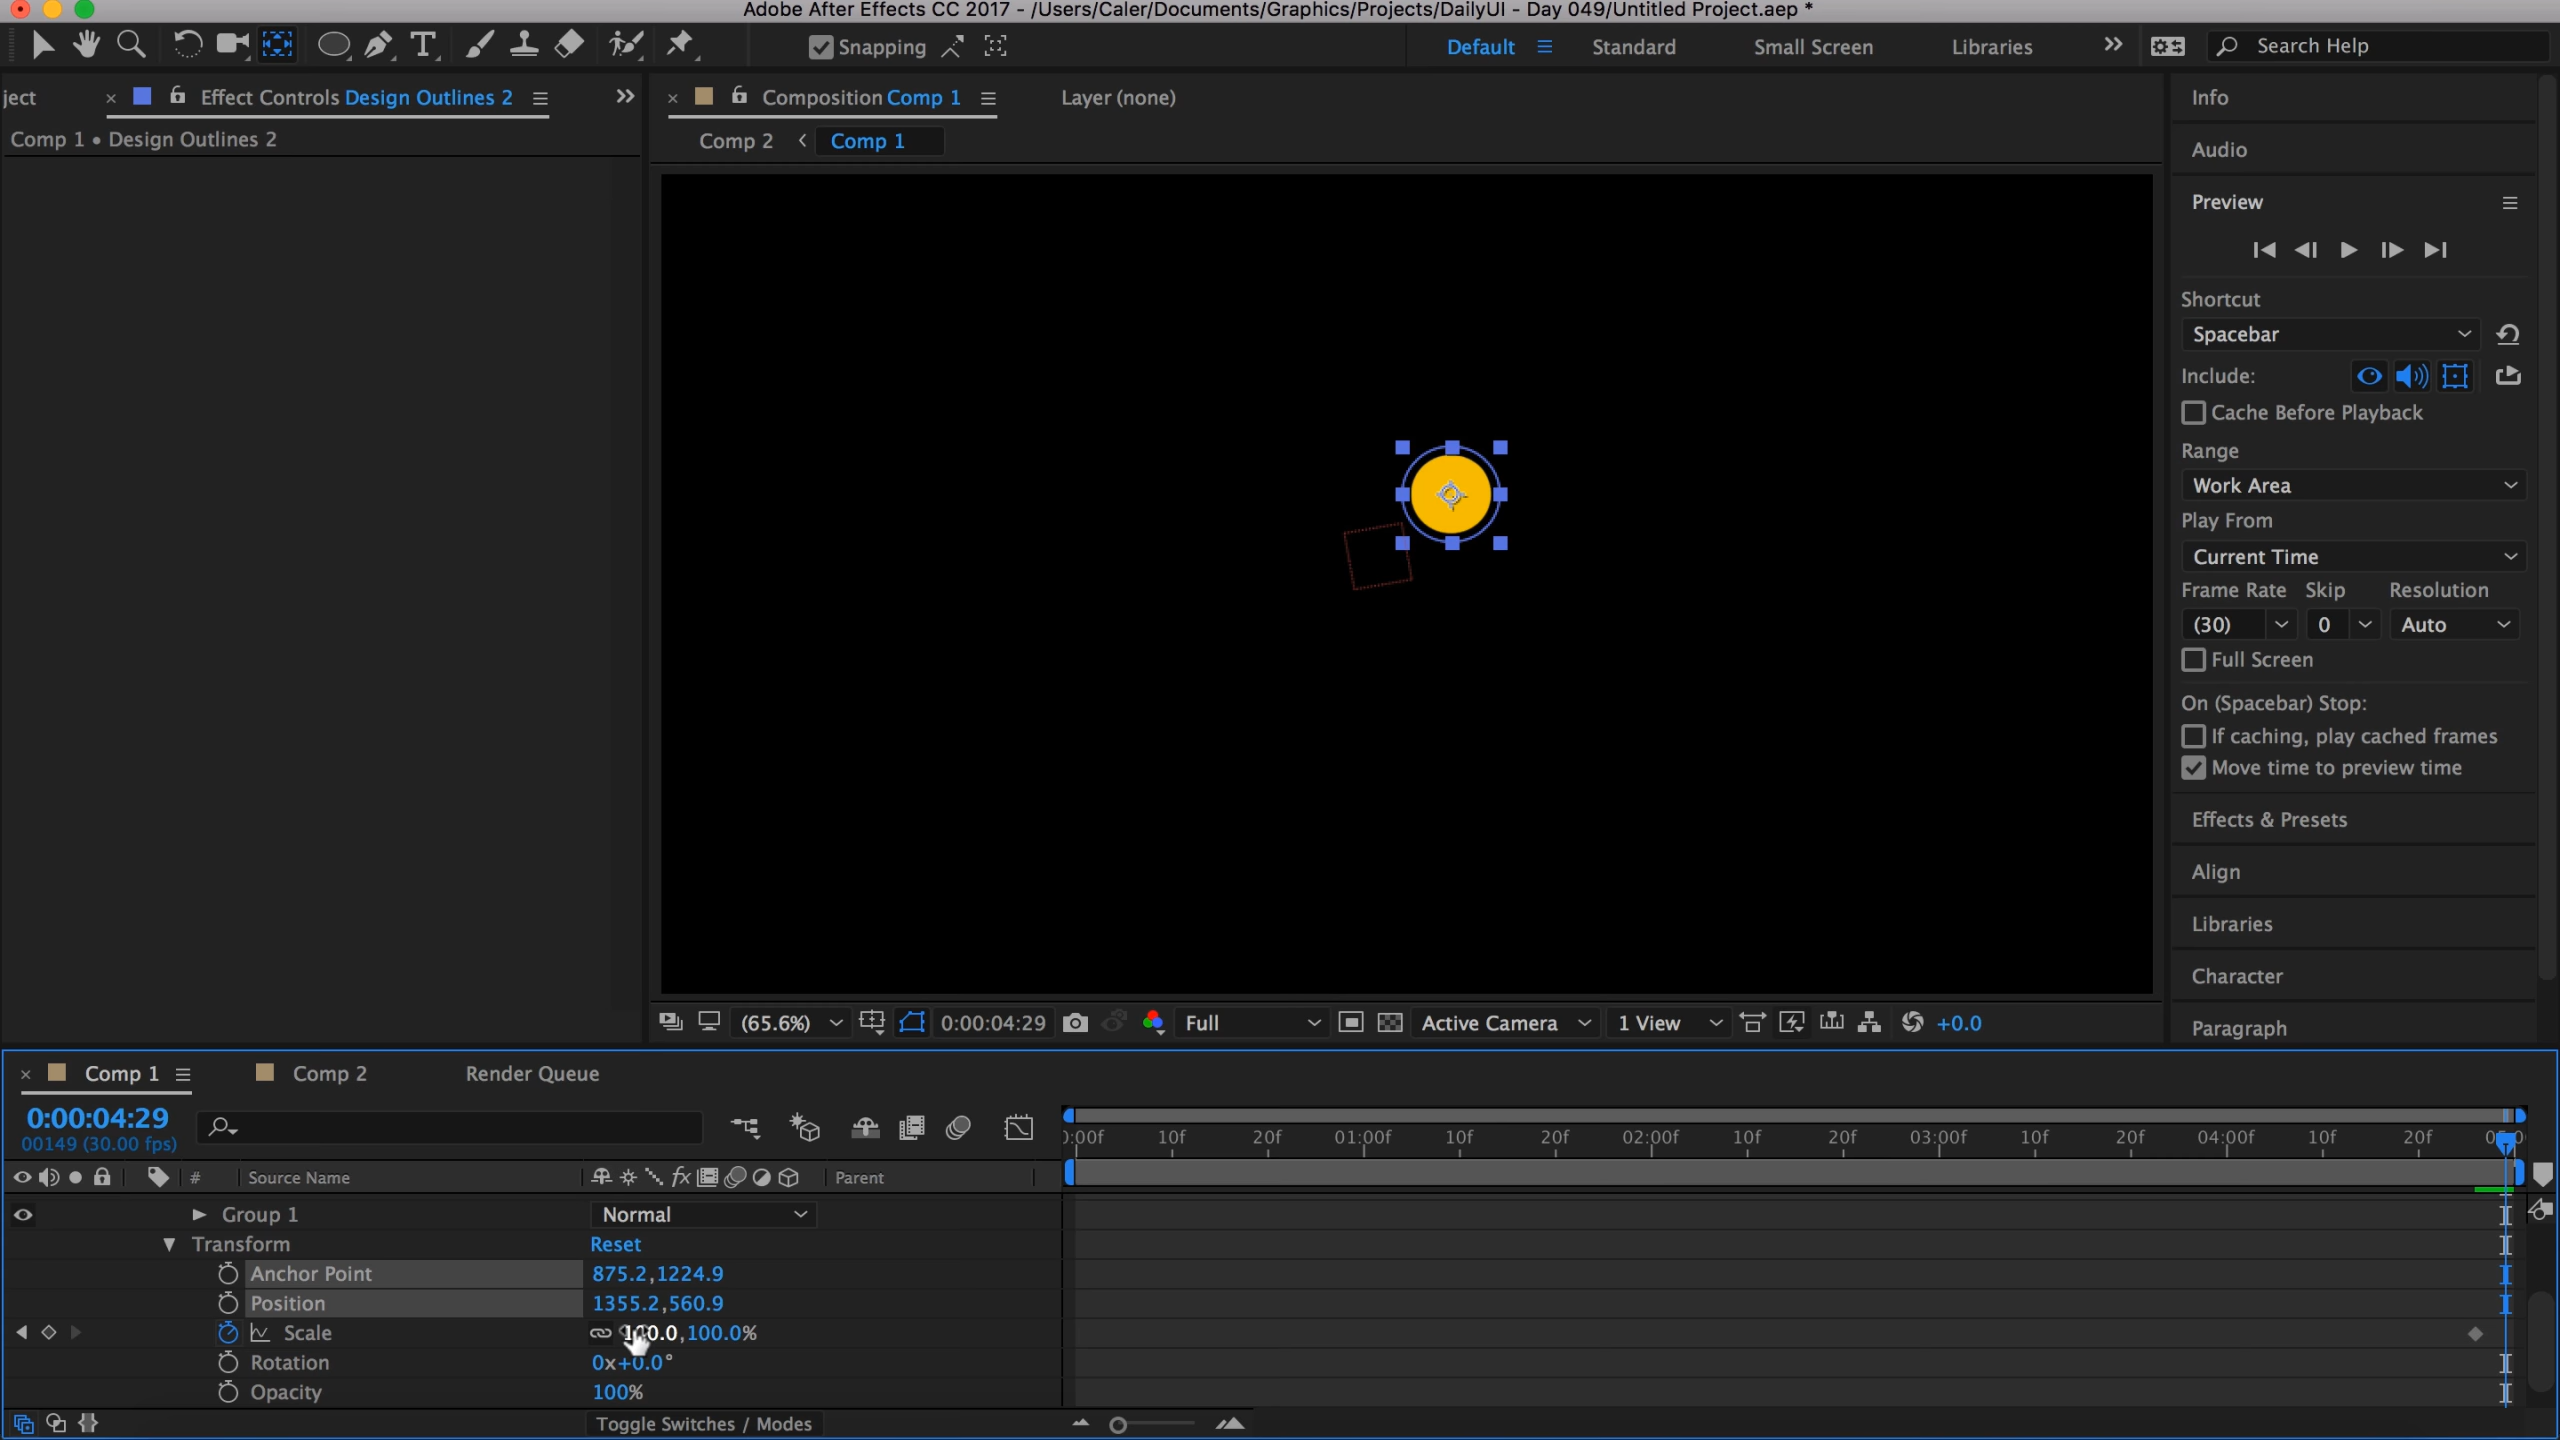 Adobe After Effects CC 2017 - /Users/Caler/Documents/Graphics/Projects/DailyUI - Day 049/Untitled Project.aep *
Snapping
Default
Standard
Small Screen
Libraries
Search Help
ject
Effect Controls Design Outlines 2
Comp 1 • Design Outlines 2
Composition Comp 1
Layer (none)
Comp 2
Comp 1
Info
Audio
Preview
Shortcut
Spacebar
Include:
Cache Before Playback
Range
Work Area
Play From
Current Time
Frame Rate Skip Resolution
(30) 0 Auto
Full Screen
On (Spacebar) Stop:
If caching, play cached frames
Move time to preview time
Effects & Presets
Align
Libraries
Character
Paragraph
(65.6%)
0:00:04:29
Full
Active Camera
1 View
+0.0
Comp 1
Comp 2
Render Queue
0:00:04:29
00149 (30.00 fps)
:00f 10f 20f 01:00f 10f 20f 02:00f 10f 20f 03:00f 10f 20f 04:00f 10f 20f
# Source Name
fx
Parent
Group 1
Normal
Transform
Reset
Anchor Point
875.2,1224.9
Position
1355.2,560.9
Scale
100.0,100.0%
Rotation
0x+0.0°
Opacity
100%
Toggle Switches / Modes